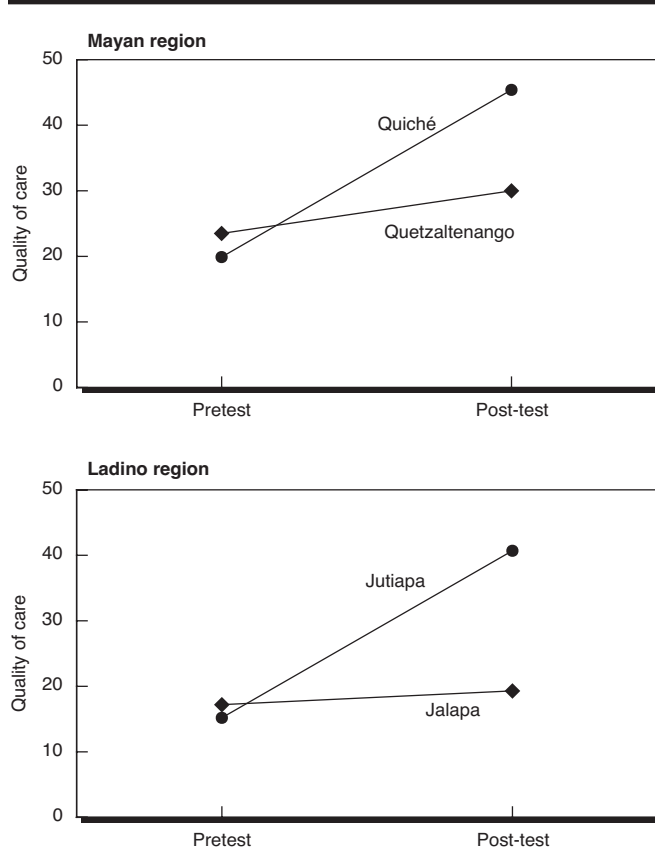 Mayan region
50
40
30
20
10
0
Quality of care
Quiché
Quetzaltenango
Pretest Post-test
Ladino region
50
40
30
20
10
0
Quality of care
Jutiapa
Jalapa
Pretest Post-test